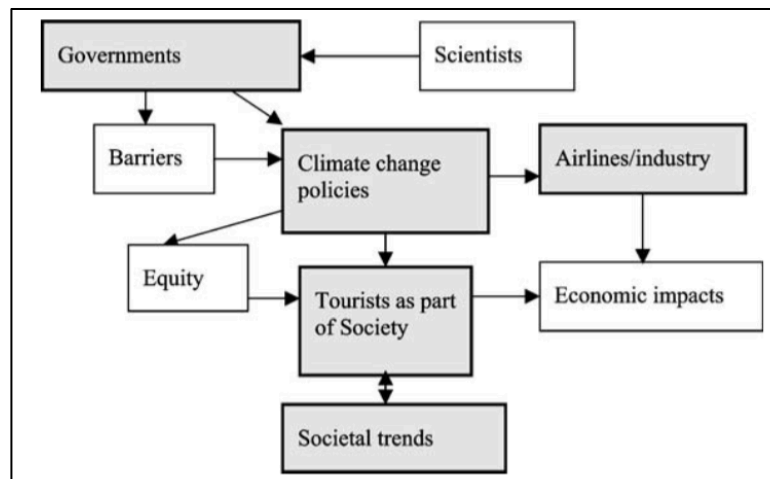 Governments
Scientists
Barriers
Climate change
policies
Airlines/industry
Equity
Tourists as part
of Society
Economic impacts
Societal trends